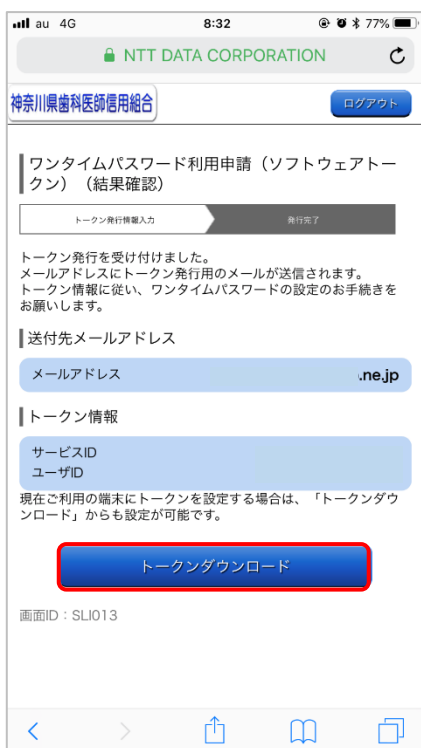 au 4G 8:32 77%
NTT DATA CORPORATION
神奈川県歯科医師信用組合
ログアウト
ワンタイムパスワード利用申請（ソフトウェアトー
クン）（結果確認）
トークン発行情報入力 発行完了
トークン発行を受け付けました。
メールアドレスにトークン発行用のメールが送信されます。
トークン情報に従い、ワンタイムパスワードの設定のお手続きを
お願いします。
送付先メールアドレス
メールアドレス .ne.jp
トークン情報
サービスID
ユーザID
現在ご利用の端末にトークンを設定する場合は、「トークンダウ
ンロード」からも設定が可能です。
トークンダウンロード
画面ID：SLI013